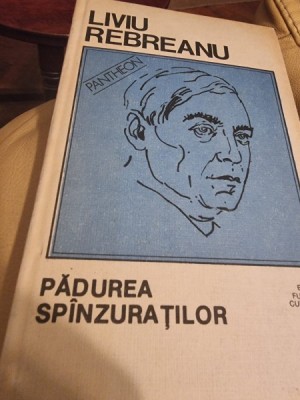 LIVIU
REBREANU
PANTHEON
PĂDUREA
SPÎNZURAȚILOR